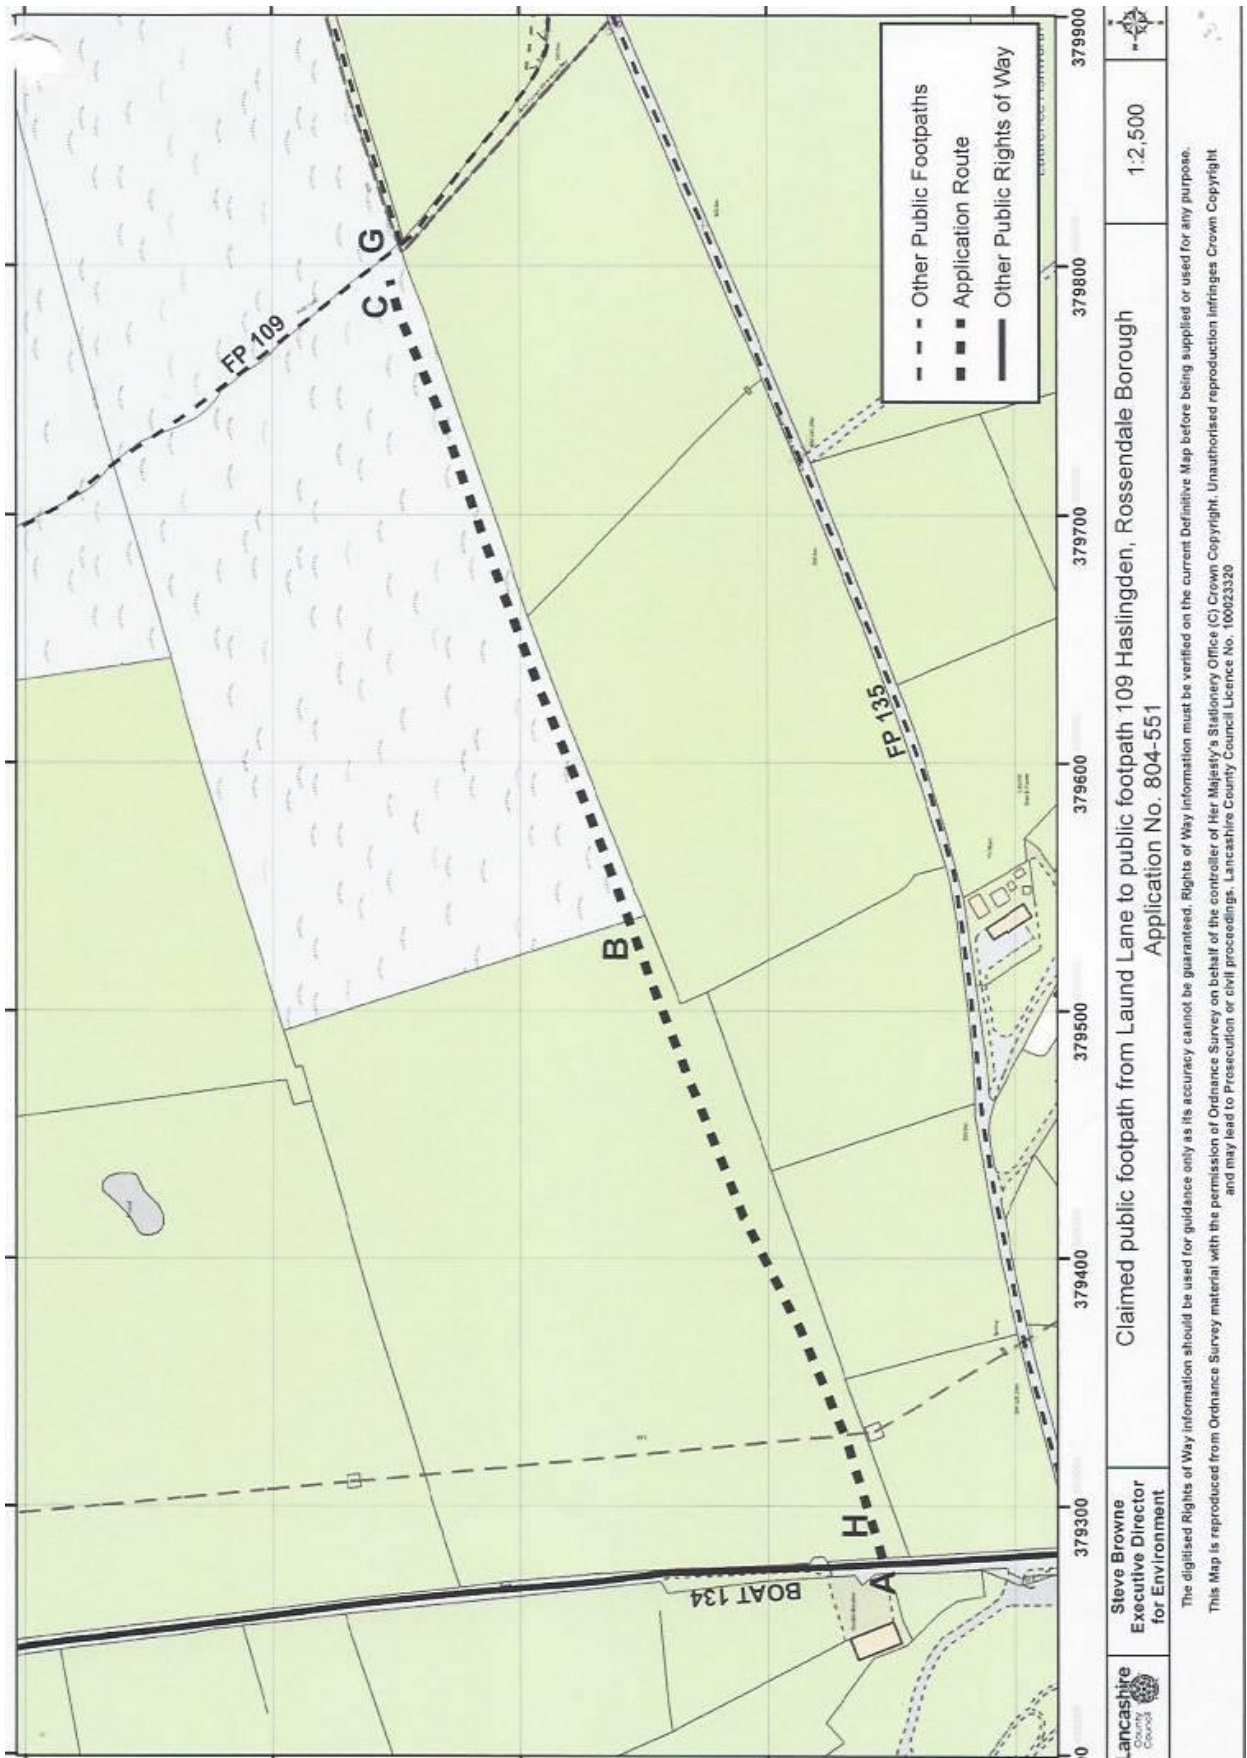 FP 109
G
C
B
H
A
FP 135
BOAT 134
Other Public Footpaths
Application Route
Other Public Rights of Way
379300
379400
379500
379600
379700
379800
379900
Lancashire
County
Council
Steve Browne
Executive Director
for Environment
Claimed public footpath from Laund Lane to public footpath 109 Haslingden, Rossendale Borough
Application No. 804-551
1:2,500
The digitised Rights of Way information should be used for guidance only as its accuracy cannot be guaranteed. Rights of Way information must be verified on the current Definitive Map before being supplied or used for any purpose.
This Map is reproduced from Ordnance Survey material with the permission of Ordnance Survey on behalf of the controller of Her Majesty's Stationery Office (C) Crown Copyright. Unauthorised reproduction infringes Crown Copyright
and may lead to Prosecution or civil proceedings. Lancashire County Council Licence No. 100023320